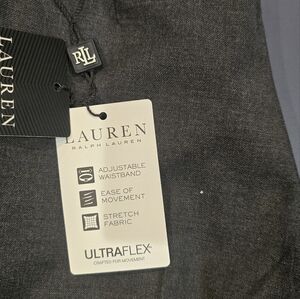 LAUREN
RLL
LAUREN
RALPH LAUREN
ADJUSTABLE
WAISTBAND
EASE OF
MOVEMENT
STRETCH
FABRIC
ULTRAFLEX
CRAFTED FOR MOVEMENT